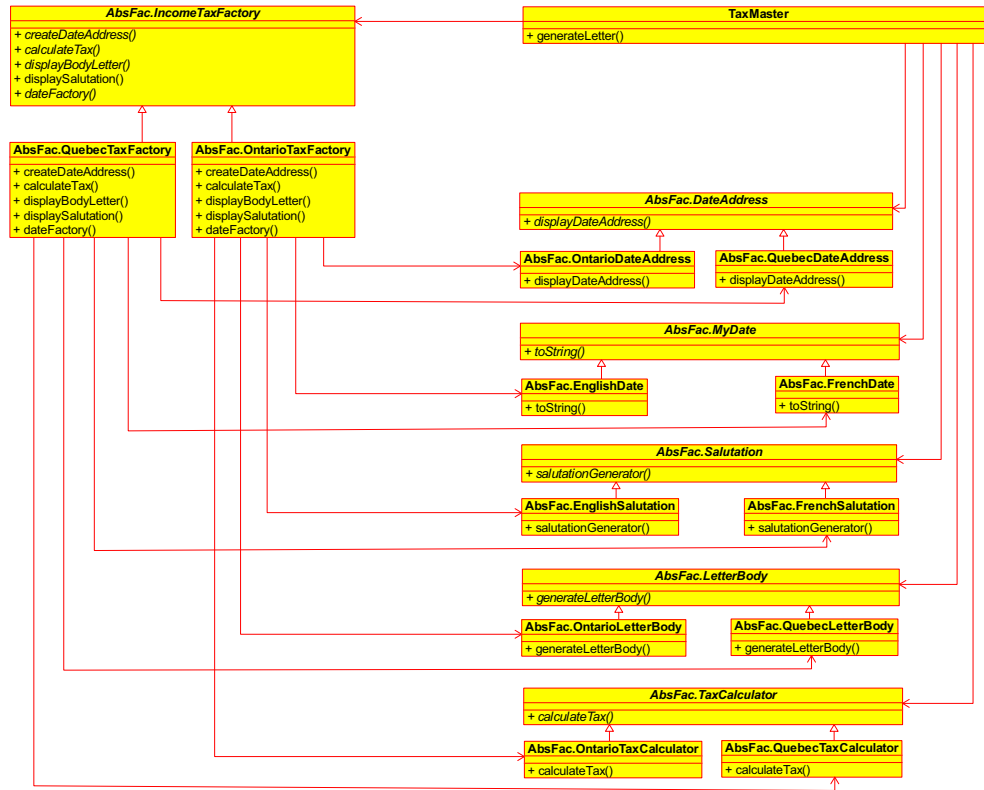 AbsFac.IncomeTaxFactory
+ createDateAddress()
+ calculateTax()
+ displayBodyLetter()
+ displaySalutation()
+ dateFactory()
TaxMaster
+ generateLetter()
AbsFac.QuebecTaxFactory
+ createDateAddress()
+ calculateTax()
+ displayBodyLetter()
+ displaySalutation()
+ dateFactory()
AbsFac.OntarioTaxFactory
+ createDateAddress()
+ calculateTax()
+ displayBodyLetter()
+ displaySalutation()
+ dateFactory()
AbsFac.DateAddress
+ displayDateAddress()
AbsFac.OntarioDateAddress
+ displayDateAddress()
AbsFac.QuebecDateAddress
+ displayDateAddress()
AbsFac.MyDate
+ toString()
AbsFac.EnglishDate
+ toString()
AbsFac.FrenchDate
+ toString()
AbsFac.Salutation
+ salutationGenerator()
AbsFac.EnglishSalutation
+ salutationGenerator()
AbsFac.FrenchSalutation
+ salutationGenerator()
AbsFac.LetterBody
+ generateLetterBody()
AbsFac.OntarioLetterBody
+ generateLetterBody()
AbsFac.QuebecLetterBody
+ generateLetterBody()
AbsFac.TaxCalculator
+ calculateTax()
AbsFac.OntarioTaxCalculator
+ calculateTax()
AbsFac.QuebecTaxCalculator
+ calculateTax()